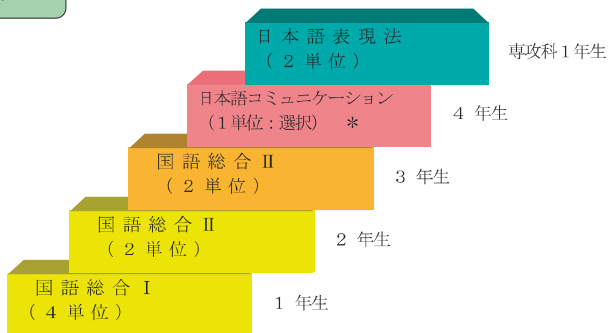 日本語表現法
（２単位）
専攻科１年生
日本語コミュニケーション
（１単位：選択） ＊
４ 年生
国語総合Ⅱ
（２単位）
３ 年生
国語総合Ⅱ
（２単位）
２ 年生
国語総合Ⅰ
（４単位）
１ 年生